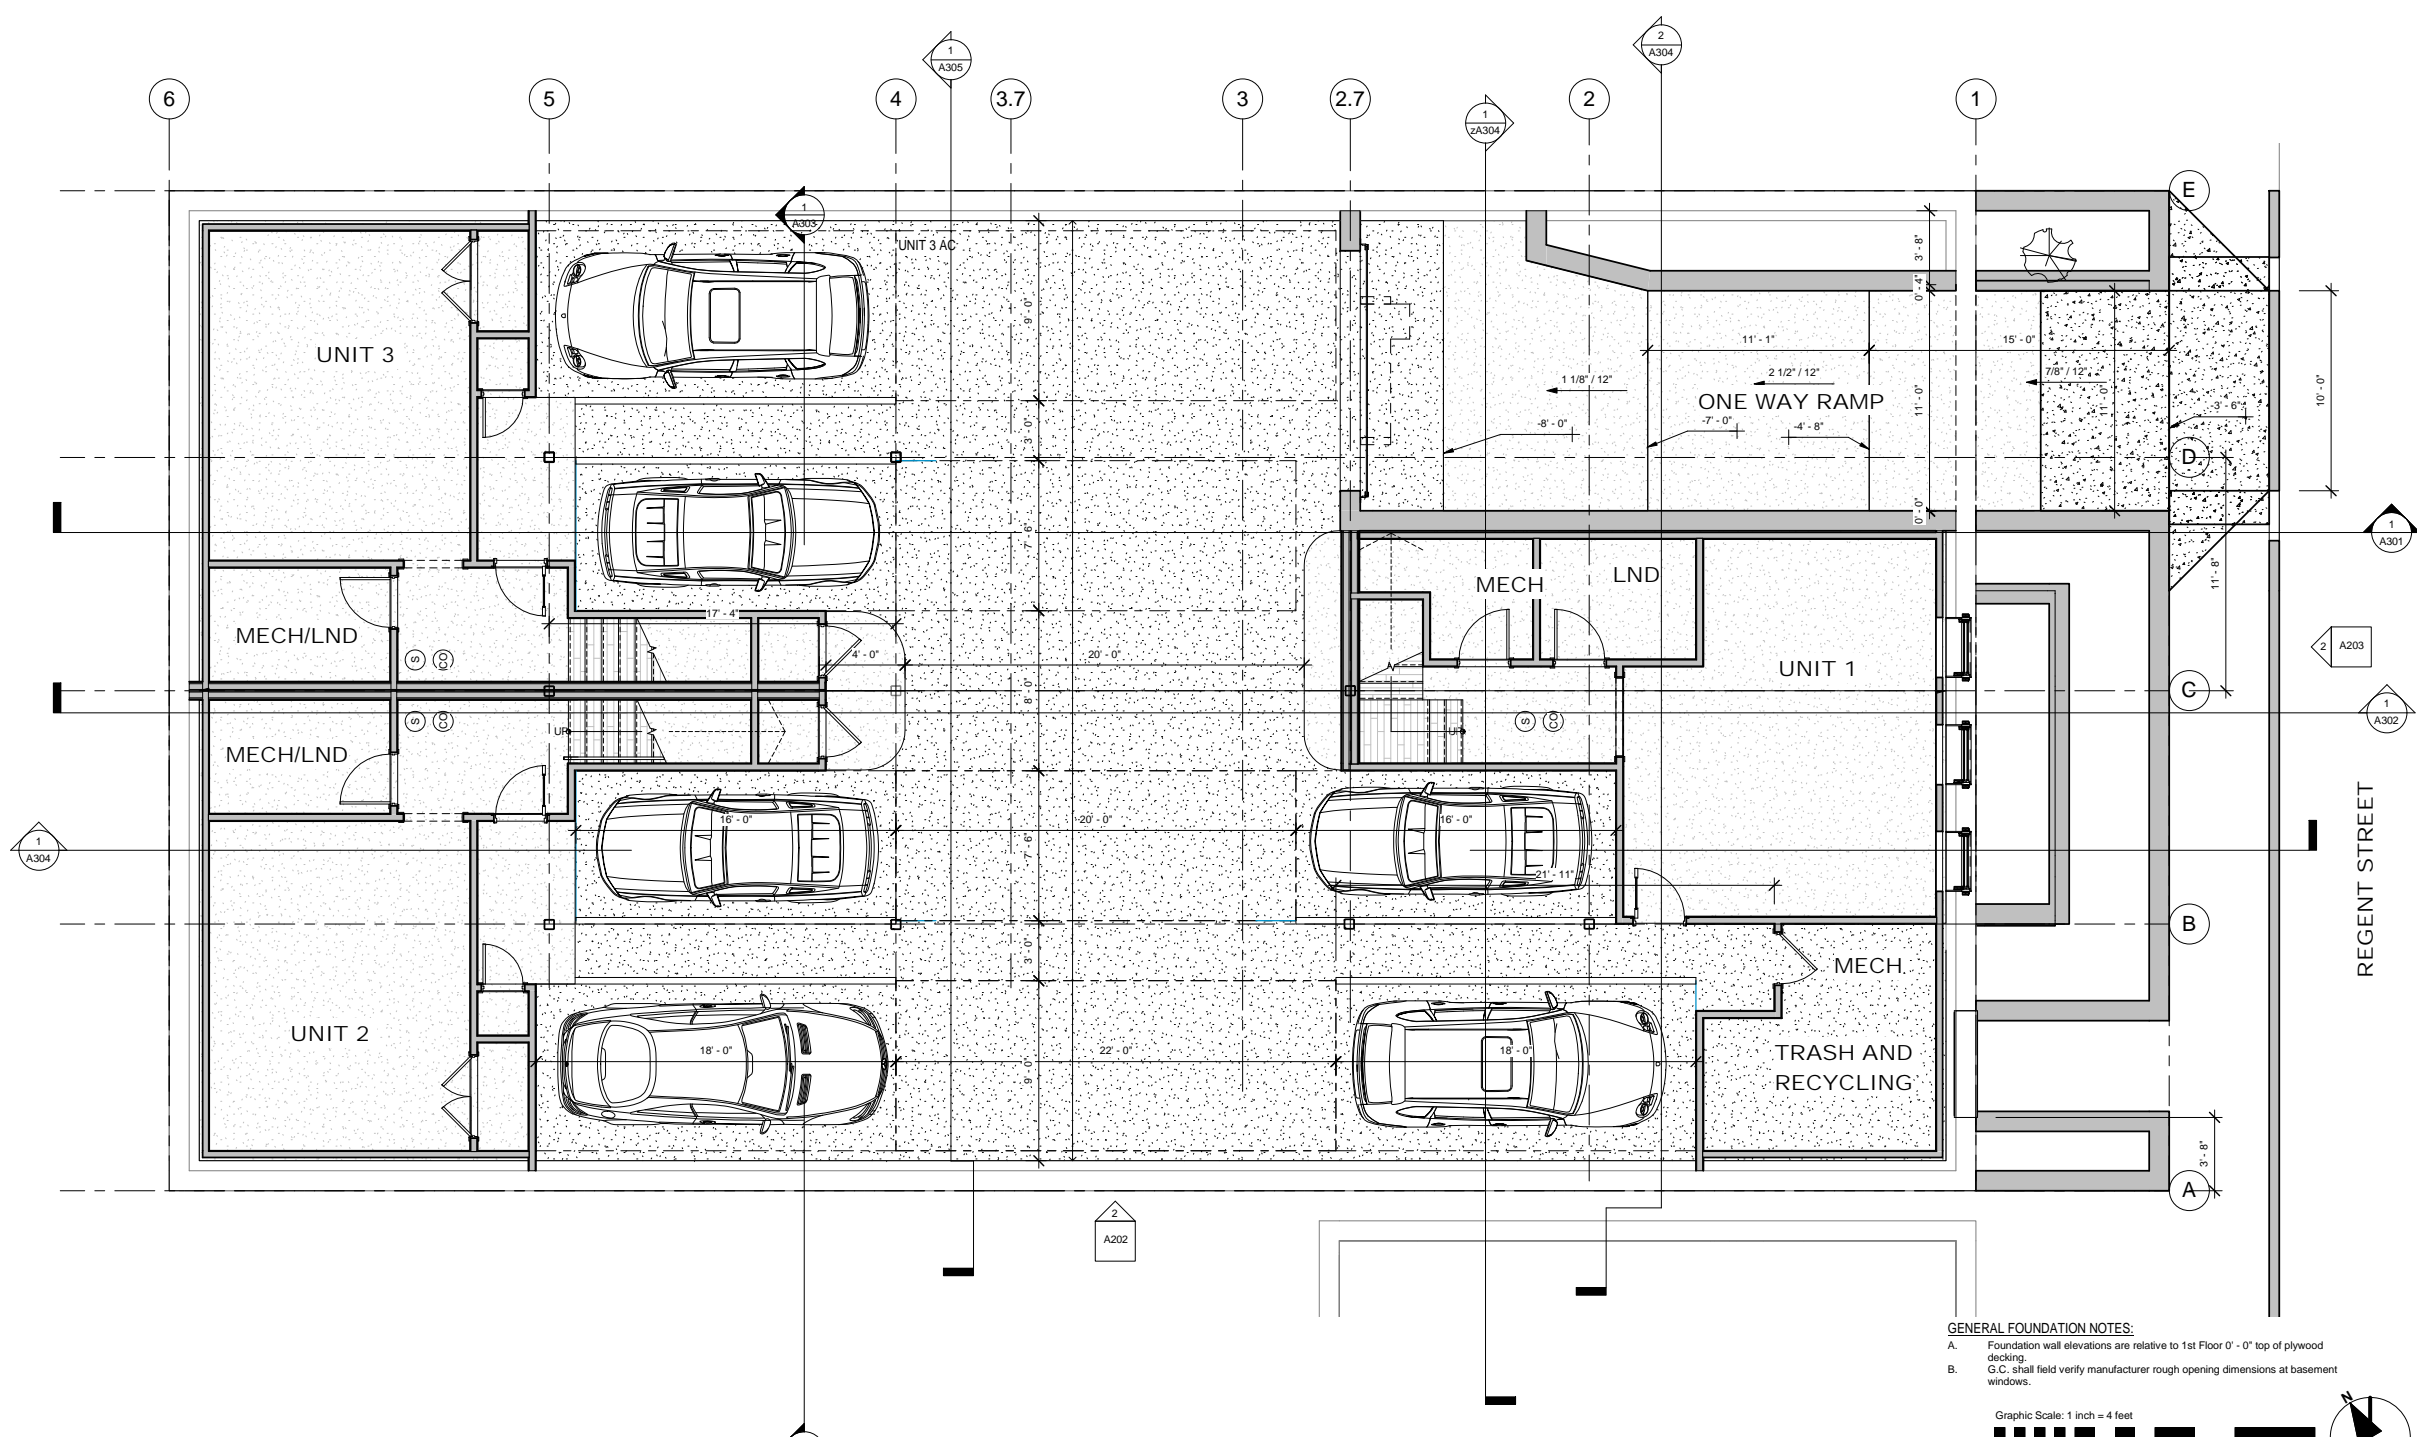 2
A304
1
A305
6
5
4
3.7
3
2.7
2
1
1
zA304
E
1
A303
UNIT 3 AC
3' - 8"
0' - 4"
9' - 0"
UNIT 3
11' - 1"
15' - 0"
1 1/8" / 12"
2 1/2" / 12"
7/8" / 12"
ONE WAY RAMP
11' - 0"
11' - 0"
-3' - 6"
10' - 0"
-8' - 0"
-7' - 0"
-4' - 8"
3' - 0"
D
7' - 6"
0' - 0"
1
A301
11' - 8"
MECH
LND
17' - 4"
MECH/LND
S
CO
4' - 0"
20' - 0"
UNIT 1
2
A203
8' - 0"
C
MECH/LND
S
CO
UP
S
CO
UP
1
A302
1
A304
16' - 0"
20' - 0"
16' - 0"
7' - 6"
21' - 11"
REGENT STREET
B
3' - 0"
MECH.
UNIT 2
18' - 0"
22' - 0"
18' - 0"
9' - 0"
TRASH AND
RECYCLING
3' - 8"
A
2
A202
GENERAL FOUNDATION NOTES:
A. Foundation wall elevations are relative to 1st Floor 0' - 0" top of plywood
decking.
B. G.C. shall field verify manufacturer rough opening dimensions at basement
windows.
N
Graphic Scale: 1 inch = 4 feet